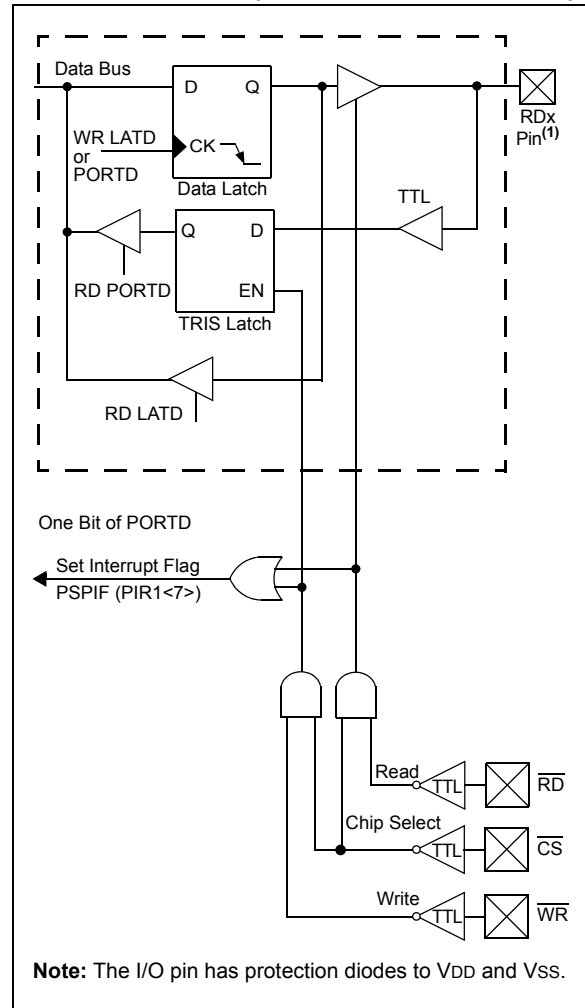 Data Bus
D Q
RDx
Pin(1)
WR LATD
or
PORTD
CK
Data Latch
TTL
Q D
RD PORTD
EN
TRIS Latch
RD LATD
One Bit of PORTD
Set Interrupt Flag
PSPIF (PIR1<7>)
Read
TTL
RD
Chip Select
TTL
CS
Write
TTL
WR
Note: The I/O pin has protection diodes to VDD and VSS.